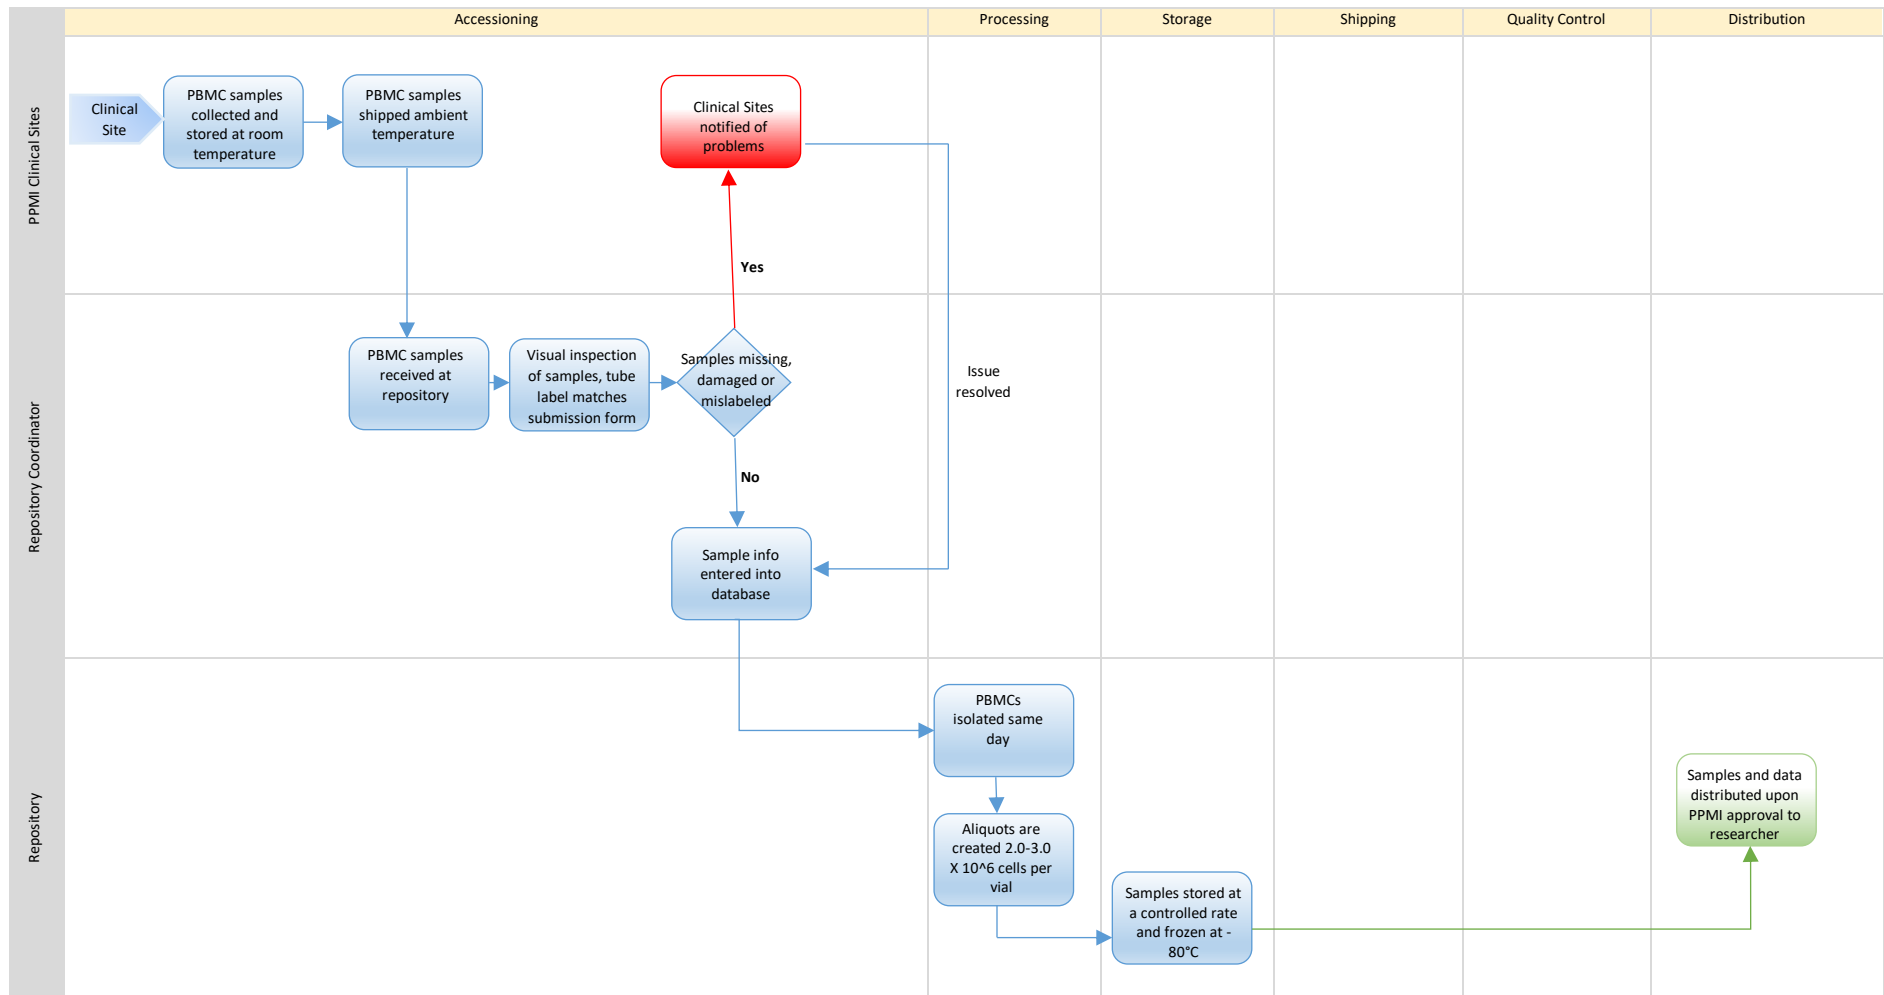 Accessioning
Processing
Storage
Shipping
Quality Control
Distribution
PPMI Clinical Sites
Clinical
Site
PBMC samples
collected and
stored at room
temperature
PBMC samples
shipped ambient
temperature
Clinical Sites
notified of
problems
Yes
Repository Coordinator
PBMC samples
received at
repository
Visual inspection
of samples, tube
label matches
submission form
Samples missing,
damaged or
mislabeled
Issue
resolved
No
Sample info
entered into
database
Repository
PBMCs
isolated same
day
Aliquots are
created 2.0-3.0
X 10^6 cells per
vial
Samples stored at
a controlled rate
and frozen at -
80°C
Samples and data
distributed upon
PPMI approval to
researcher